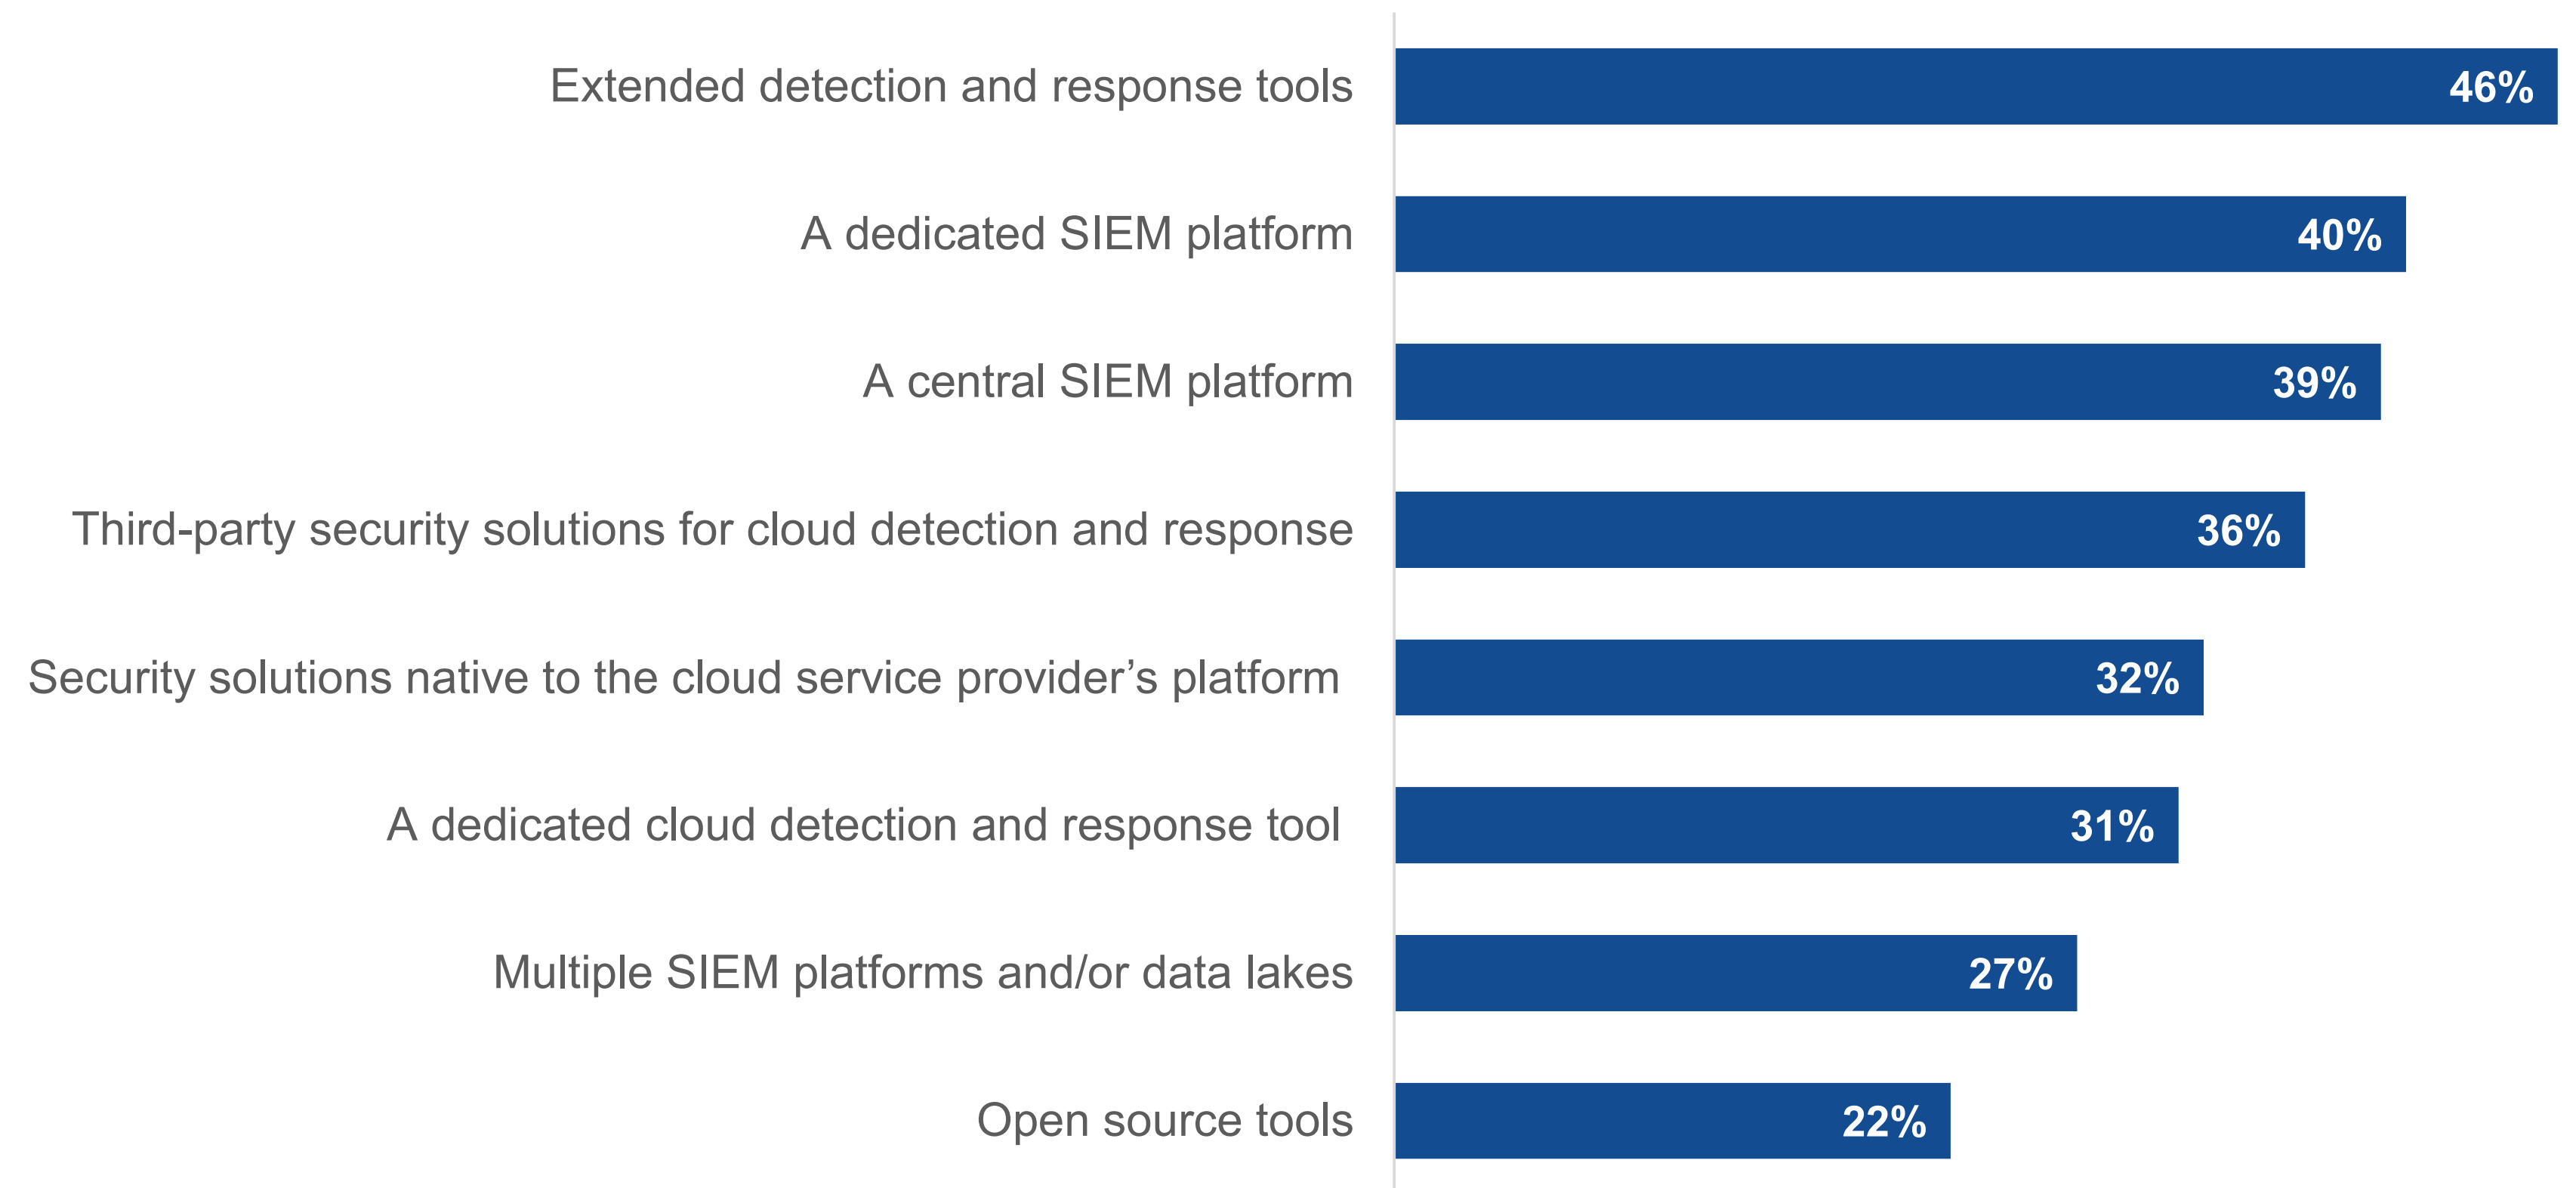 Extended detection and response tools 46%
A dedicated SIEM platform 40%
A central SIEM platform 39%
Third-party security solutions for cloud detection and response 36%
Security solutions native to the cloud service provider’s platform 32%
A dedicated cloud detection and response tool 31%
Multiple SIEM platforms and/or data lakes 27%
Open source tools 22%